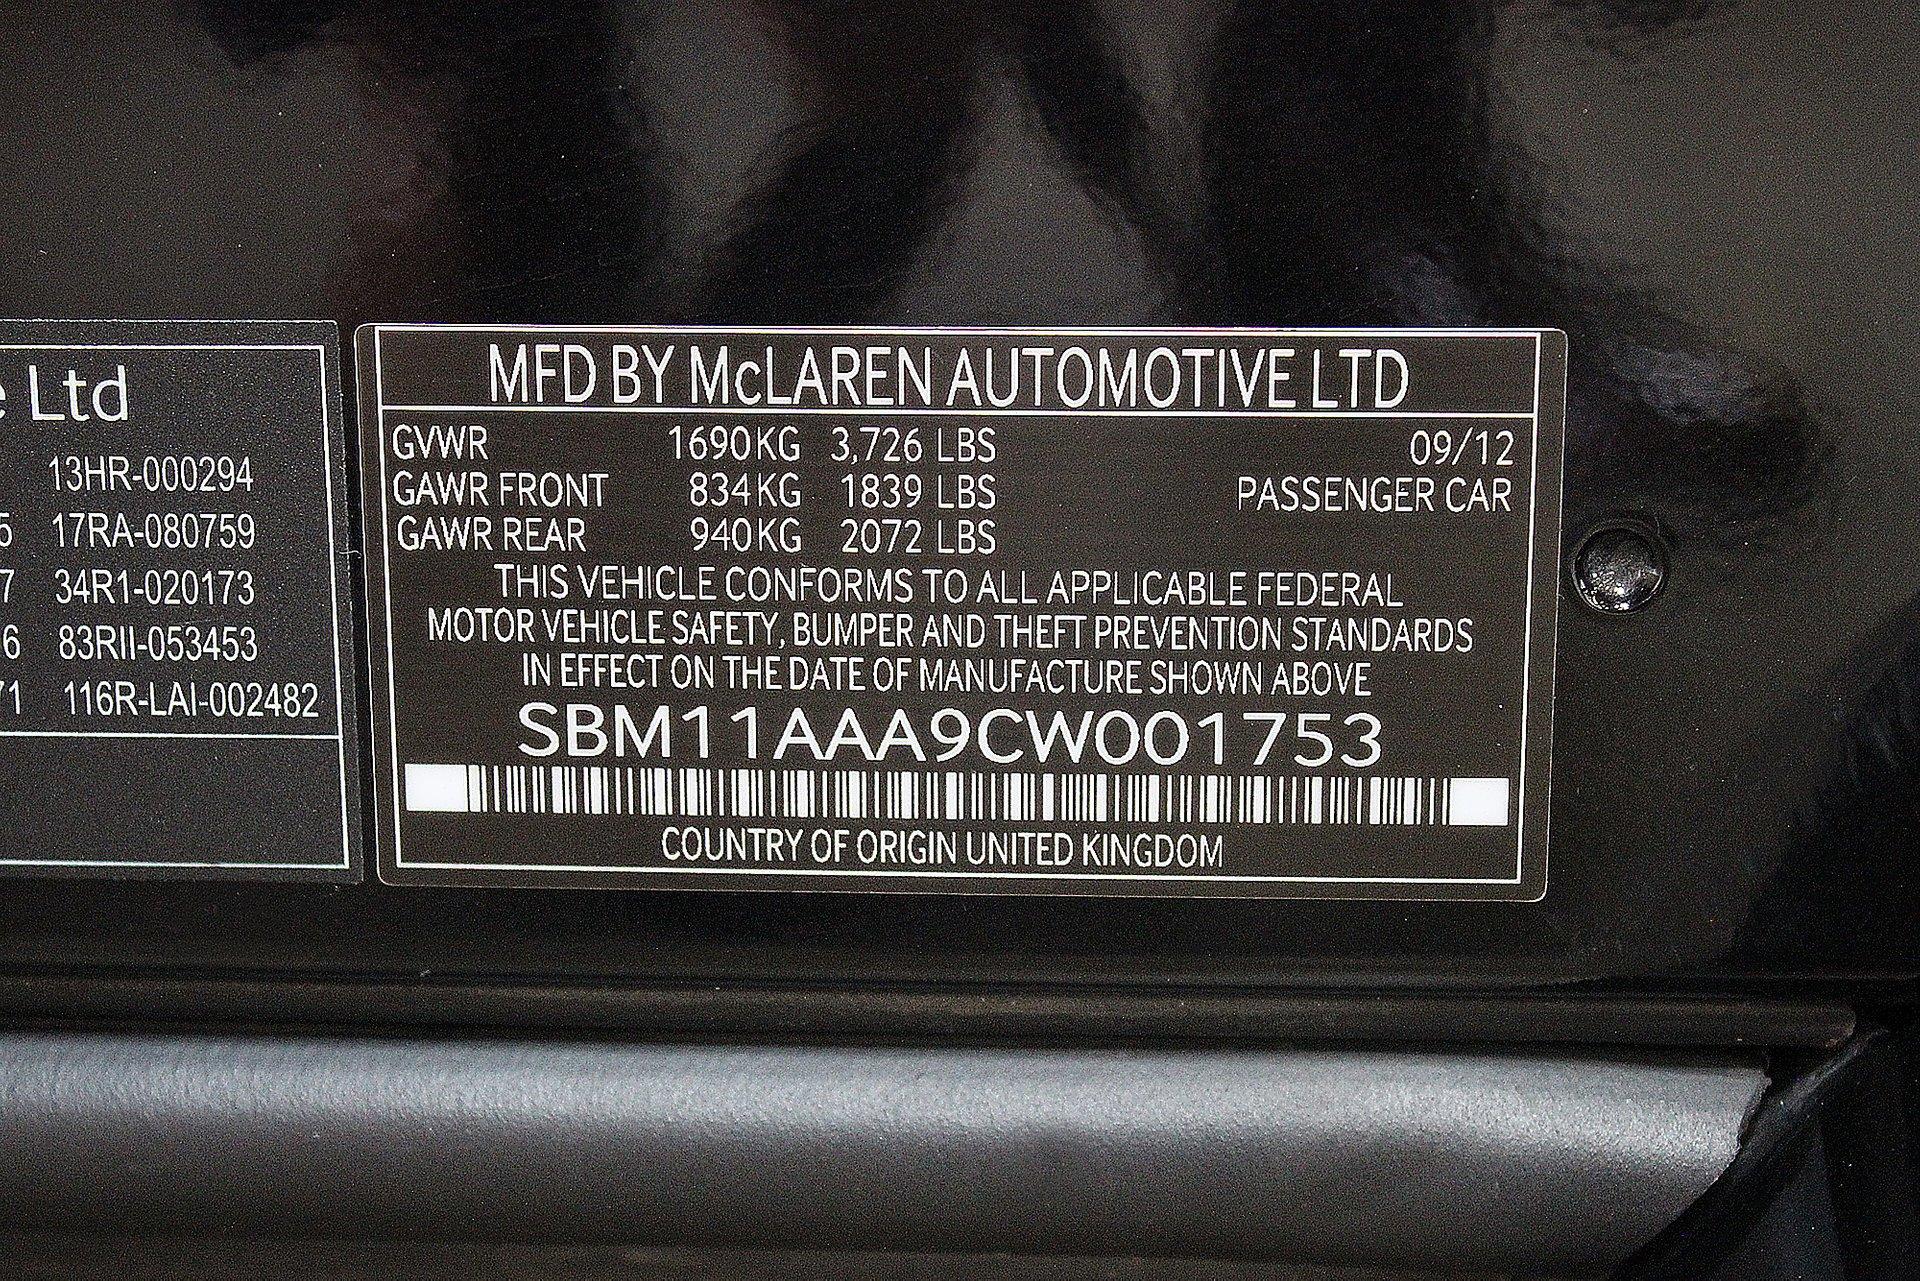 Ltd
13HR-000294
5 17RA-080759
7 34R1-020173
6 83RII-053453
71 116R-LAI-002482
MFD BY McLAREN AUTOMOTIVE LTD
GVWR 1690KG 3,726 LBS 09/12
GAWR FRONT 834KG 1839 LBS PASSENGER CAR
GAWR REAR 940KG 2072 LBS
THIS VEHICLE CONFORMS TO ALL APPLICABLE FEDERAL
MOTOR VEHICLE SAFETY, BUMPER AND THEFT PREVENTION STANDARDS
IN EFFECT ON THE DATE OF MANUFACTURE SHOWN ABOVE
SBM11AAA9CW001753
COUNTRY OF ORIGIN UNITED KINGDOM